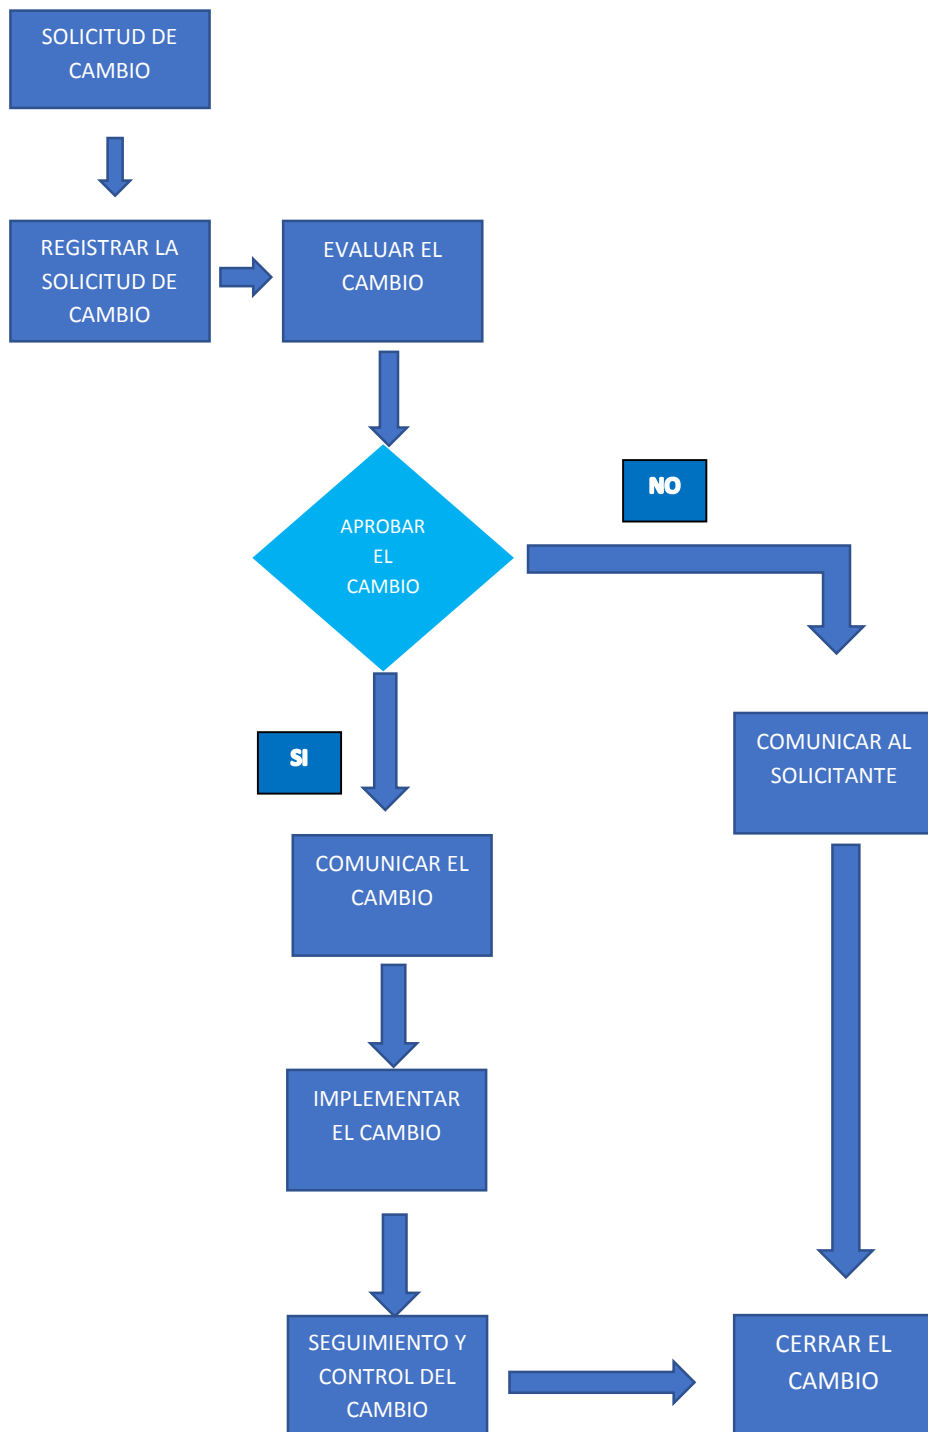 SOLICITUD DE
CAMBIO
REGISTRAR LA
SOLICITUD DE
CAMBIO
EVALUAR EL
CAMBIO
APROBAR
EL
CAMBIO
NO
SI
COMUNICAR AL
SOLICITANTE
COMUNICAR EL
CAMBIO
IMPLEMENTAR
EL CAMBIO
SEGUIMIENTO Y
CONTROL DEL
CAMBIO
CERRAR EL
CAMBIO